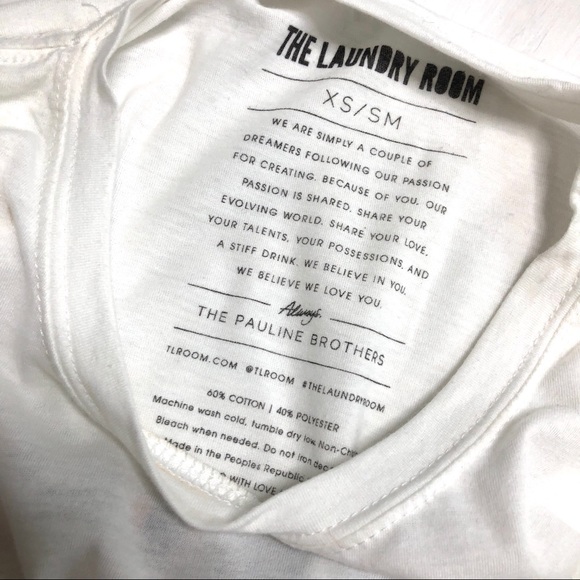 THE LAUNDRY ROOM
XS/SM
WE ARE SIMPLY A COUPLE OF
DREAMERS FOLLOWING OUR PASSION
FOR CREATING. BECAUSE OF YOU, OUR
PASSION IS SHARED. SHARE YOUR
EVOLVING WORLD. SHARE YOUR LOVE,
YOUR TALENTS, YOUR POSSESSIONS, AND
A STIFF DRINK. WE BELIEVE IN YOU.
WE BELIEVE WE LOVE YOU.
Always,
THE PAULINE BROTHERS
TLROOM.COM @TLROOM #THELAUNDRYROOM
60% COTTON | 40% POLYESTER
Machine wash cold, tumble dry low. Non-Ch
Bleach when needed. Do not iron dec
Made in the Peoples Republic
WITH LOVE